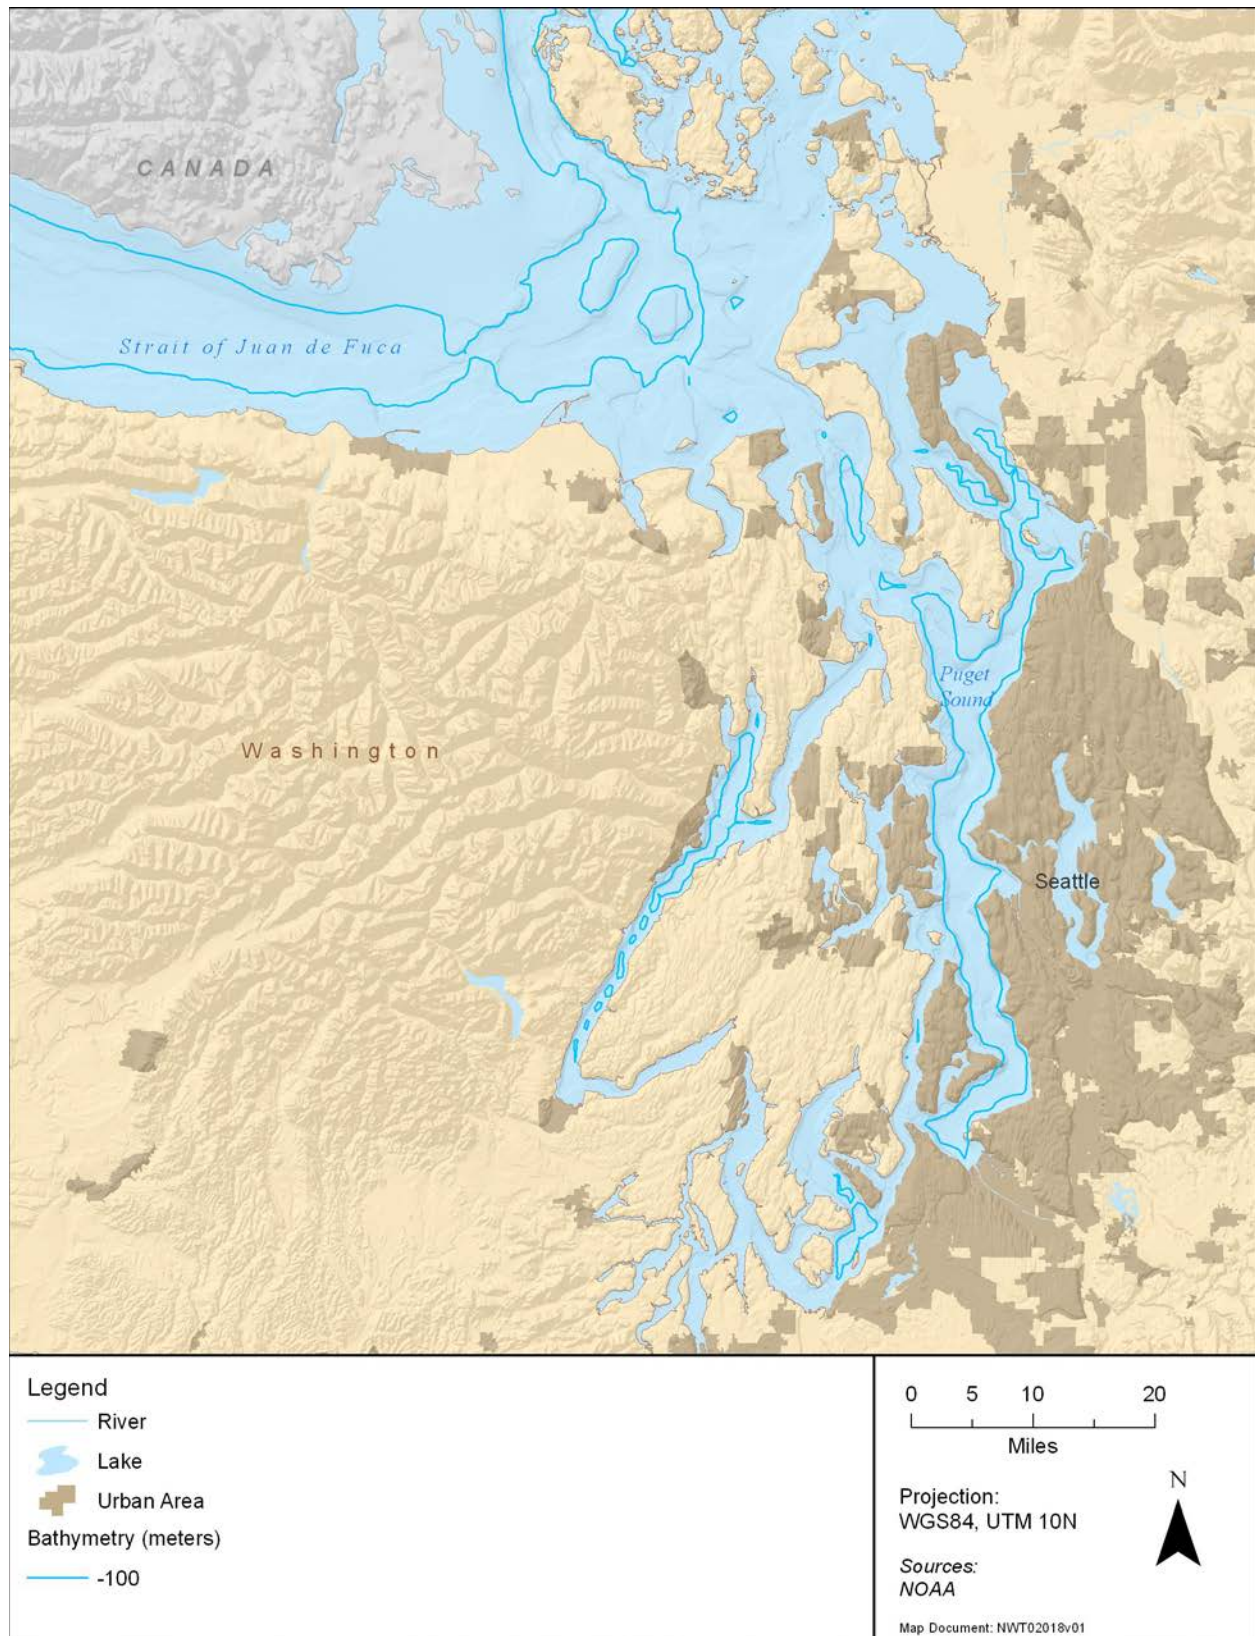 CANADA
Strait of Juan de Fuca
Puget
Sound
Washington
Seattle
Legend
River
Lake
Urban Area
Bathymetry (meters)
-100
0 5 10 20
Miles
N
Projection:
WGS84, UTM 10N
Sources:
NOAA
Map Document: NWT02018v01